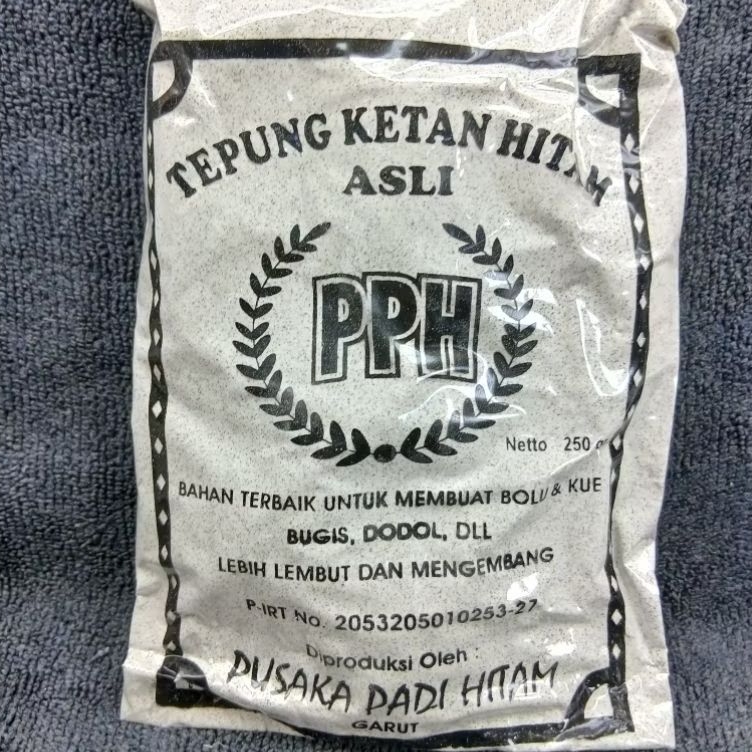 TEPUNG KETAN HITAM
ASLI
PPH
Netto 250 g
BAHAN TERBAIK UNTUK MEMBUAT BOLU & KUE
BUGIS, DODOL, DLL
LEBIH LEMBUT DAN MENGEMBANG
P-IRT No. 2053205010253-27
Diproduksi Oleh :
PUSAKA PADI HITAM
GARUT